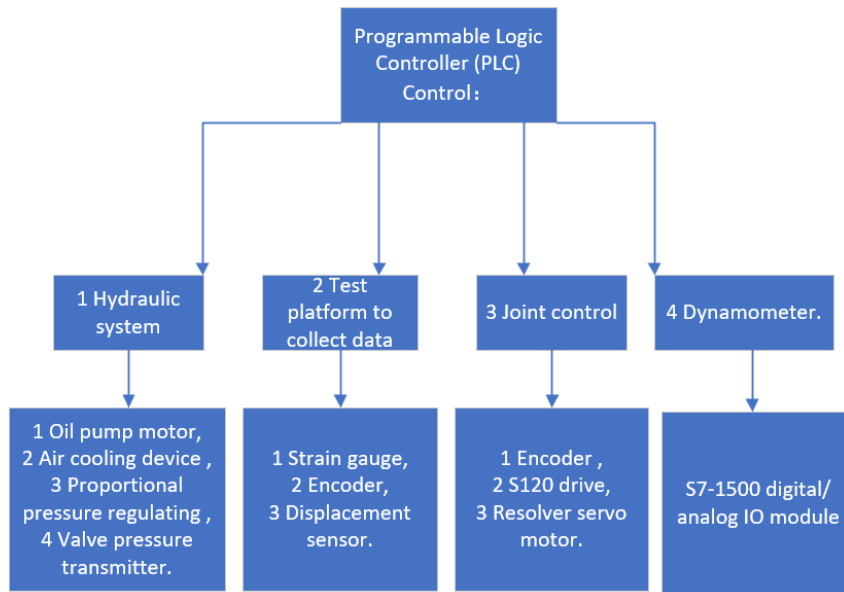 Programmable Logic
Controller (PLC)
Control：
1 Hydraulic
system
2 Test
platform to
collect data
3 Joint control
4 Dynamometer.
1 Oil pump motor,
2 Air cooling device ,
3 Proportional
pressure regulating ,
4 Valve pressure
transmitter.
1 Strain gauge,
2 Encoder,
3 Displacement
sensor.
1 Encoder ,
2 S120 drive,
3 Resolver servo
motor.
S7-1500 digital/
analog IO module